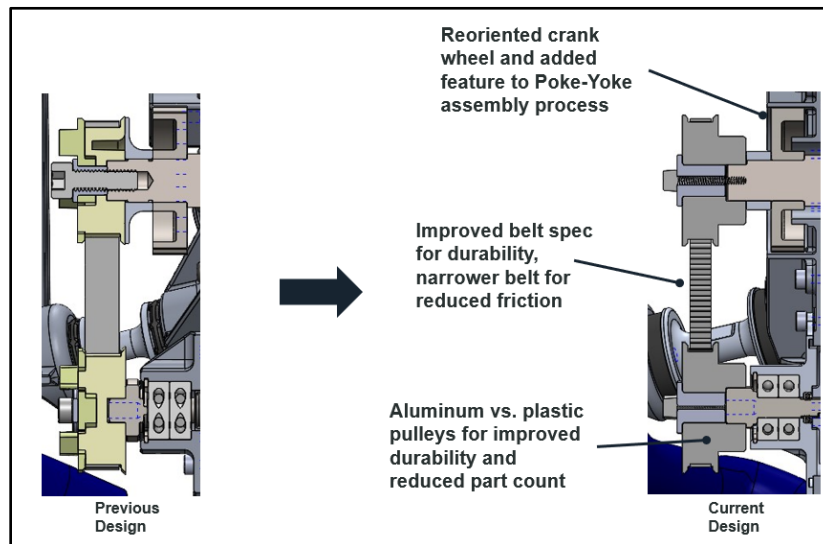 Reoriented crank
wheel and added
feature to Poke-Yoke
assembly process
Improved belt spec
for durability,
narrower belt for
reduced friction
Aluminum vs. plastic
pulleys for improved
durability and
reduced part count
Previous
Design
Current
Design